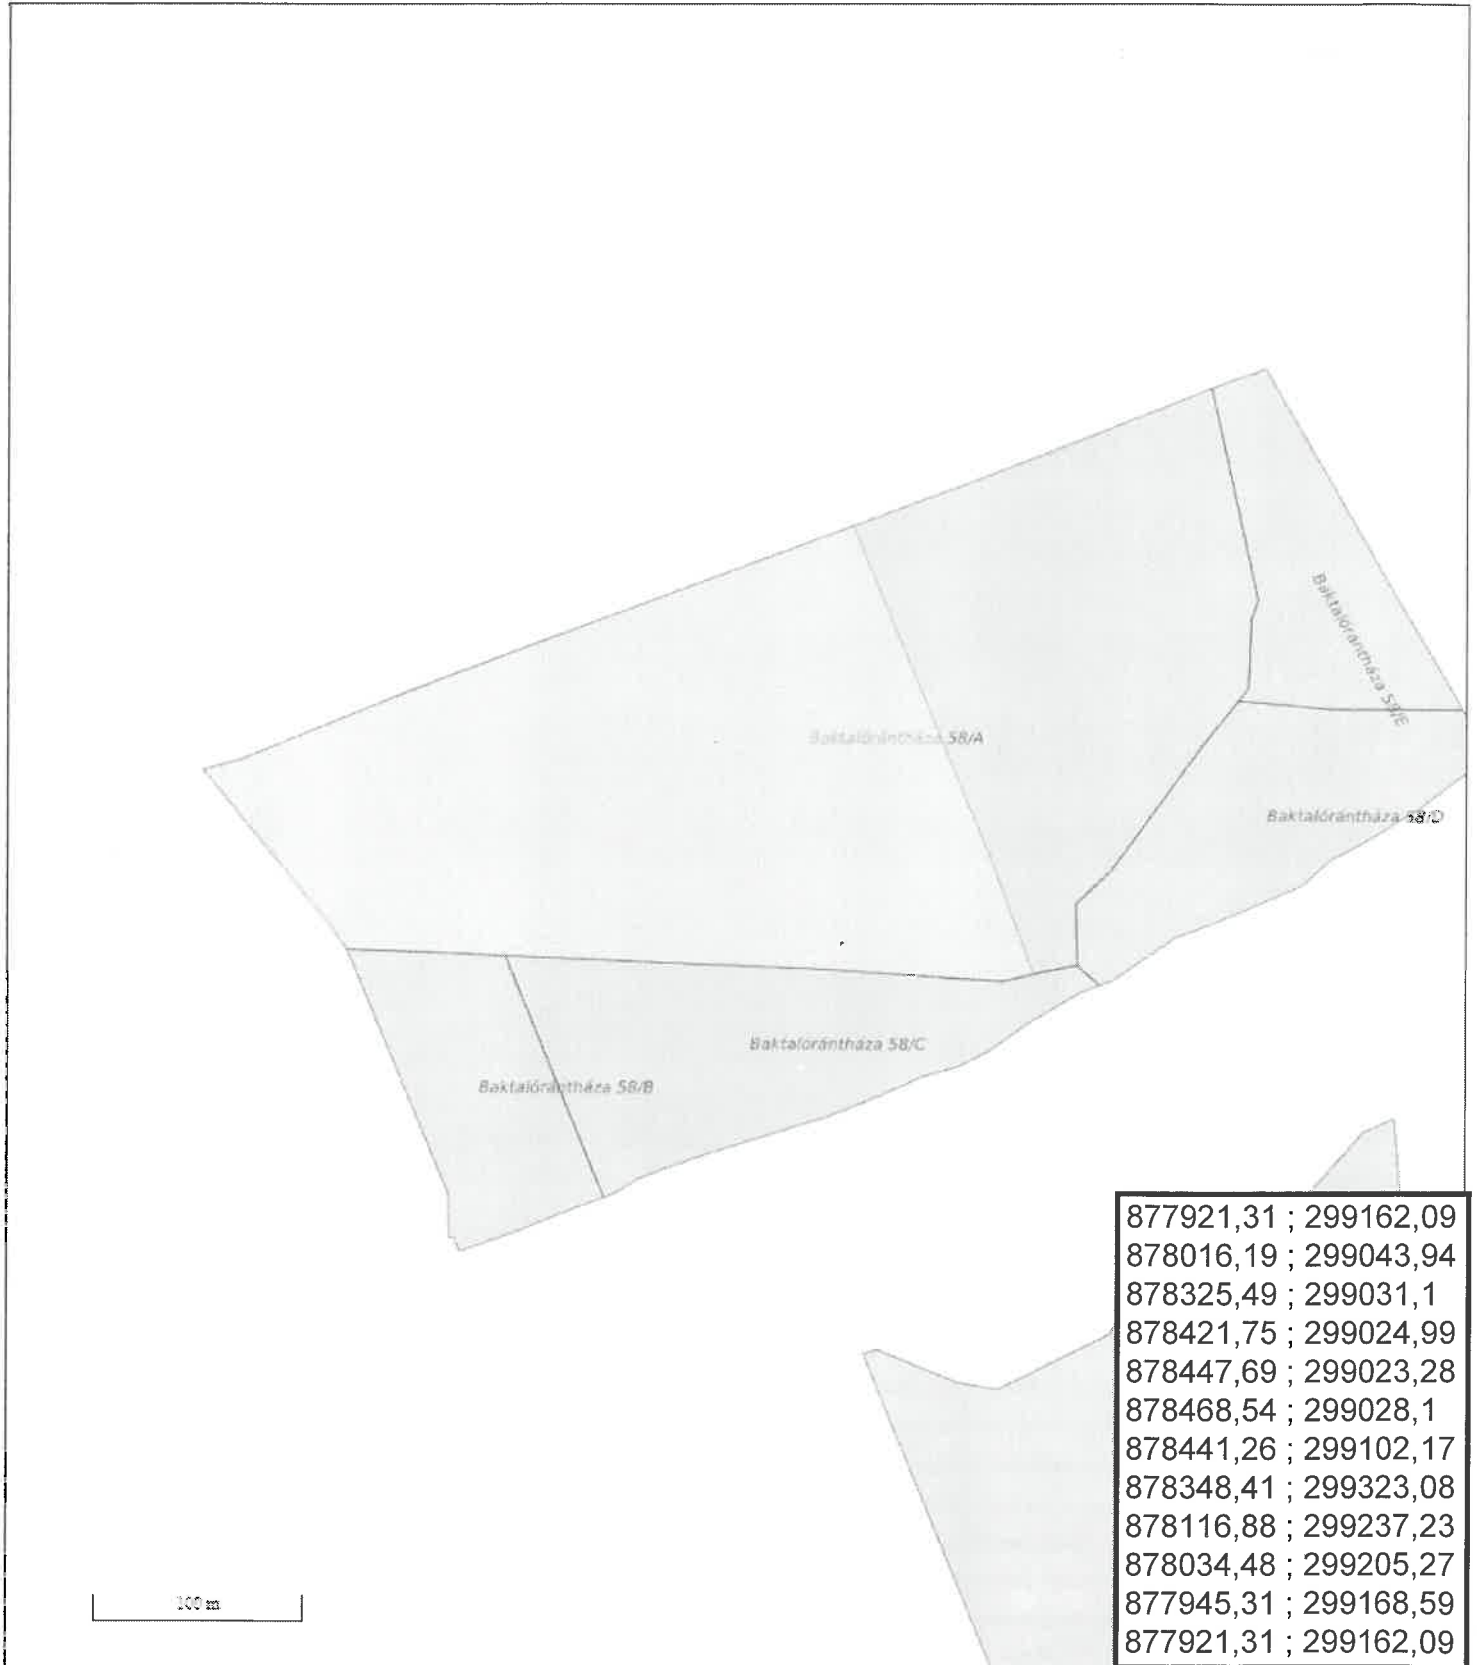 Baktalórántháza 58/E
Baktalórántháza 58/A
Baktalórántháza 58/D
Baktalórántháza 58/C
Baktalórántháza 58/B
877921,31 ; 299162,09
878016,19 ; 299043,94
878325,49 ; 299031,1
878421,75 ; 299024,99
878447,69 ; 299023,28
878468,54 ; 299028,1
878441,26 ; 299102,17
878348,41 ; 299323,08
878116,88 ; 299237,23
878034,48 ; 299205,27
877945,31 ; 299168,59
877921,31 ; 299162,09
100 m